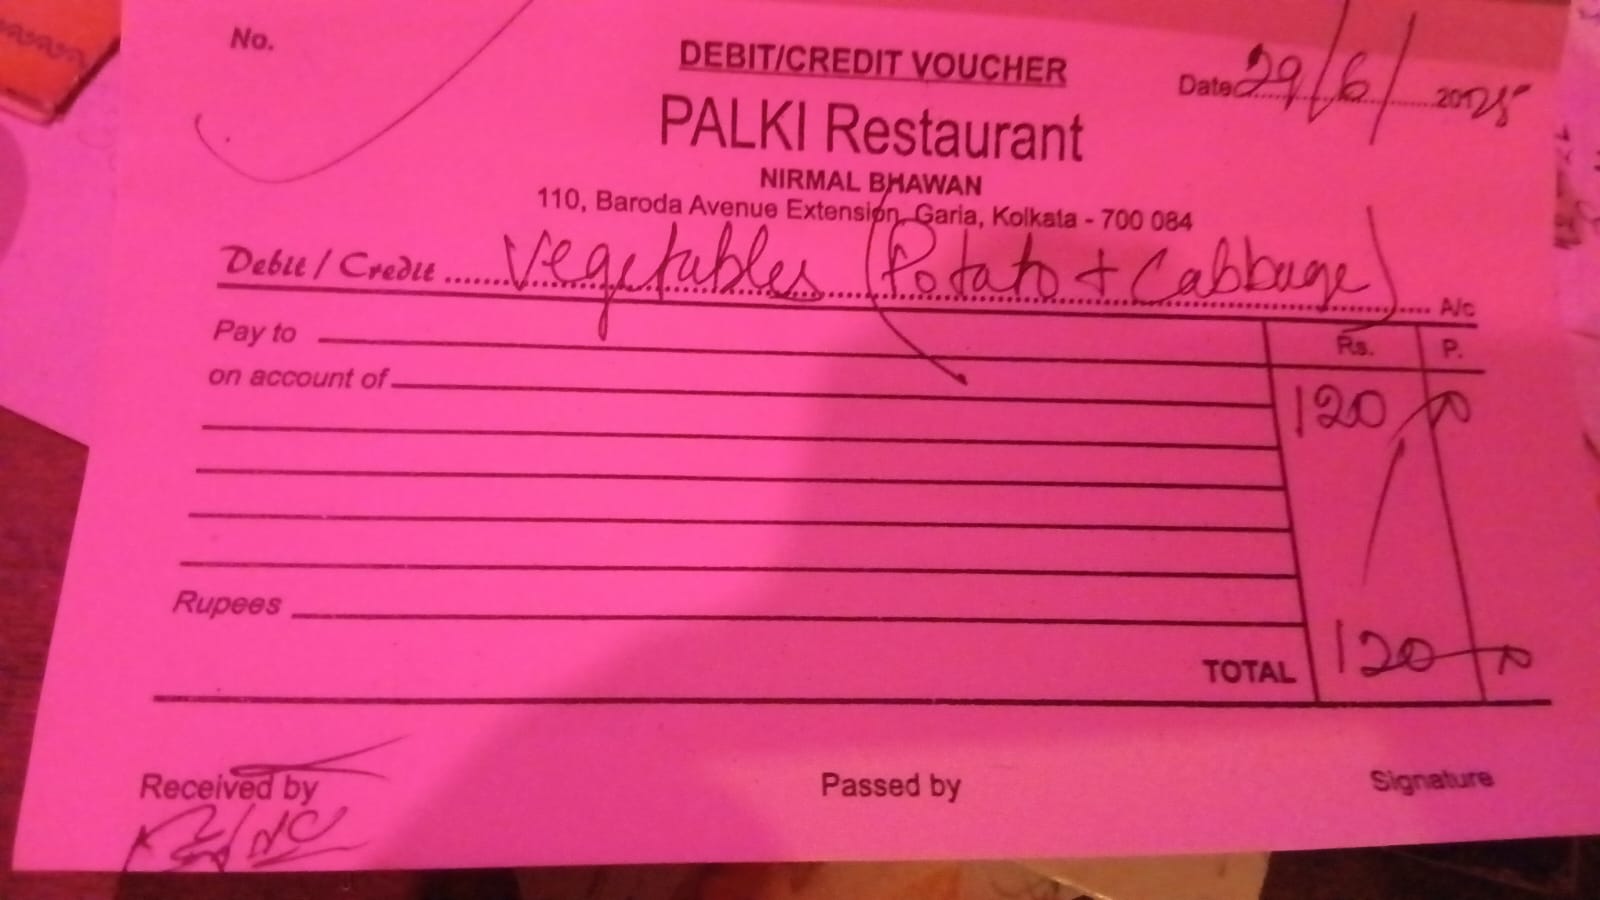 No.
DEBIT/CREDIT VOUCHER
Date 29/6/ 2025
PALKI Restaurant
NIRMAL BHAWAN
110, Baroda Avenue Extension, Garia, Kolkata - 700 084
Debit / Credit Vegetables (Potato + Cabbage) A/c
Pay to
Rs. P.
on account of
120
Rupees
TOTAL 120
Received by Passed by Signature